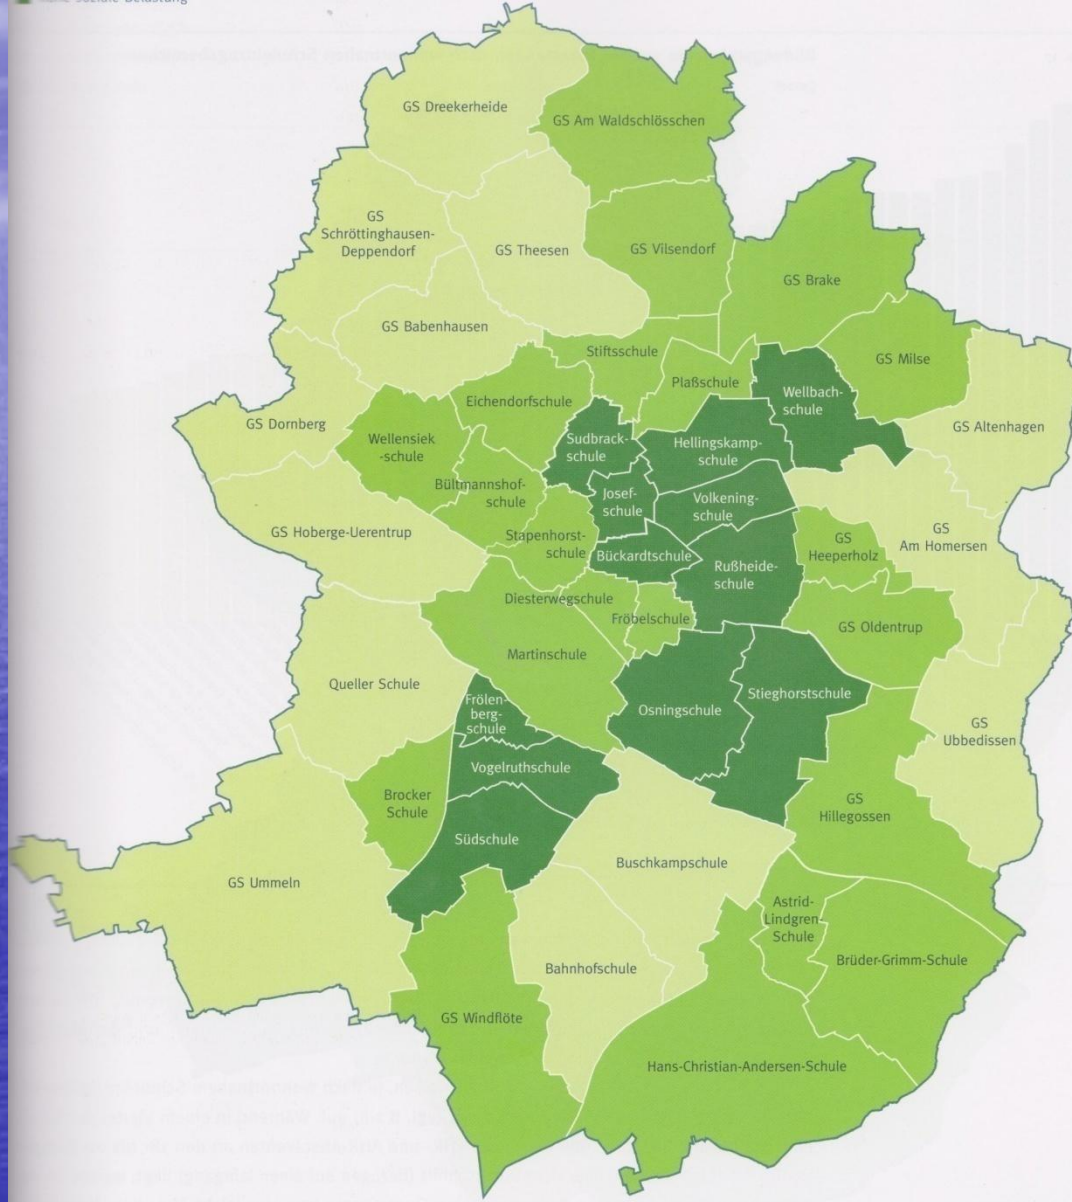 soziale Belastung
GS Dreekerheide
GS Am Waldschlösschen
GS
Schröttinghausen-
Deppendorf
GS Theesen
GS Vilsendorf
GS Brake
GS Babenhausen
Stiftsschule
GS Milse
Plaßschule
Wellbach-
schule
Eichendorfschule
GS Dornberg
GS Altenhagen
Wellensiek
-schule
Sudbrack-
schule
Hellingskamp-
schule
Bültmannshof-
schule
Josef-
schule
Volkening-
schule
GS Hoberge-Uerentrup
Stapenhorst-
schule
GS
Heeperholz
GS
Am Homersen
Bückardtschule
Rußheide-
schule
Diesterwegschule
Fröbelschule
GS Oldentrup
Martinschule
Queller Schule
Frölen-
berg-
schule
Osningschule
Stieghorstschule
GS
Ubbedissen
Vogelruthschule
Brocker
Schule
GS
Hillegossen
Südschule
Buschkampschule
GS Ummeln
Astrid-
Lindgren-
Schule
Bahnhofschule
Brüder-Grimm-Schule
GS Windflöte
Hans-Christian-Andersen-Schule